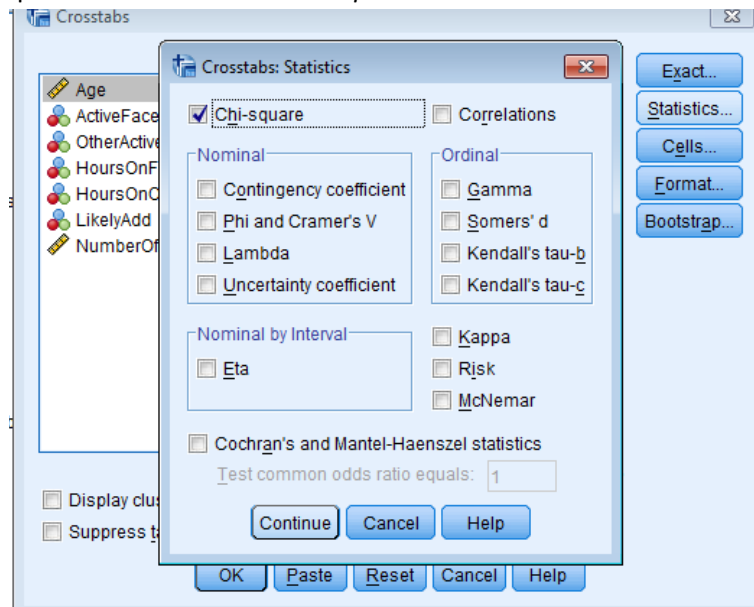 Crosstabs
Crosstabs: Statistics
Age
ActiveFace
OtherActive
HoursOnF
HoursOnC
LikelyAdd
NumberOf
Chi-square
Correlations
Nominal
Contingency coefficient
Phi and Cramer's V
Lambda
Uncertainty coefficient
Ordinal
Gamma
Somers' d
Kendall's tau-b
Kendall's tau-c
Nominal by Interval
Eta
Kappa
Risk
McNemar
Cochran's and Mantel-Haenszel statistics
Test common odds ratio equals: 1
Continue Cancel Help
Exact...
Statistics...
Cells...
Format...
Bootstrap...
Display clu
Suppress t
OK Paste Reset Cancel Help